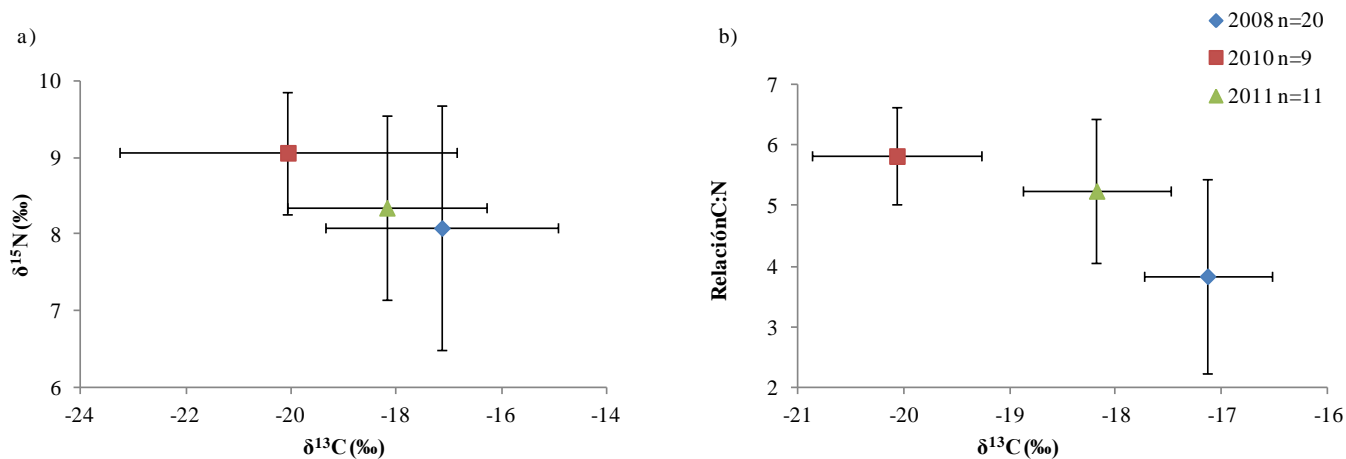 a)
δ15N (‰)
10
9
8
7
6
-24 -22 -20 -18 -16 -14
δ13C (‰)
b)
2008 n=20
2010 n=9
2011 n=11
RelaciónC:N
7
6
5
4
3
2
-21 -20 -19 -18 -17 -16
δ13C (‰)